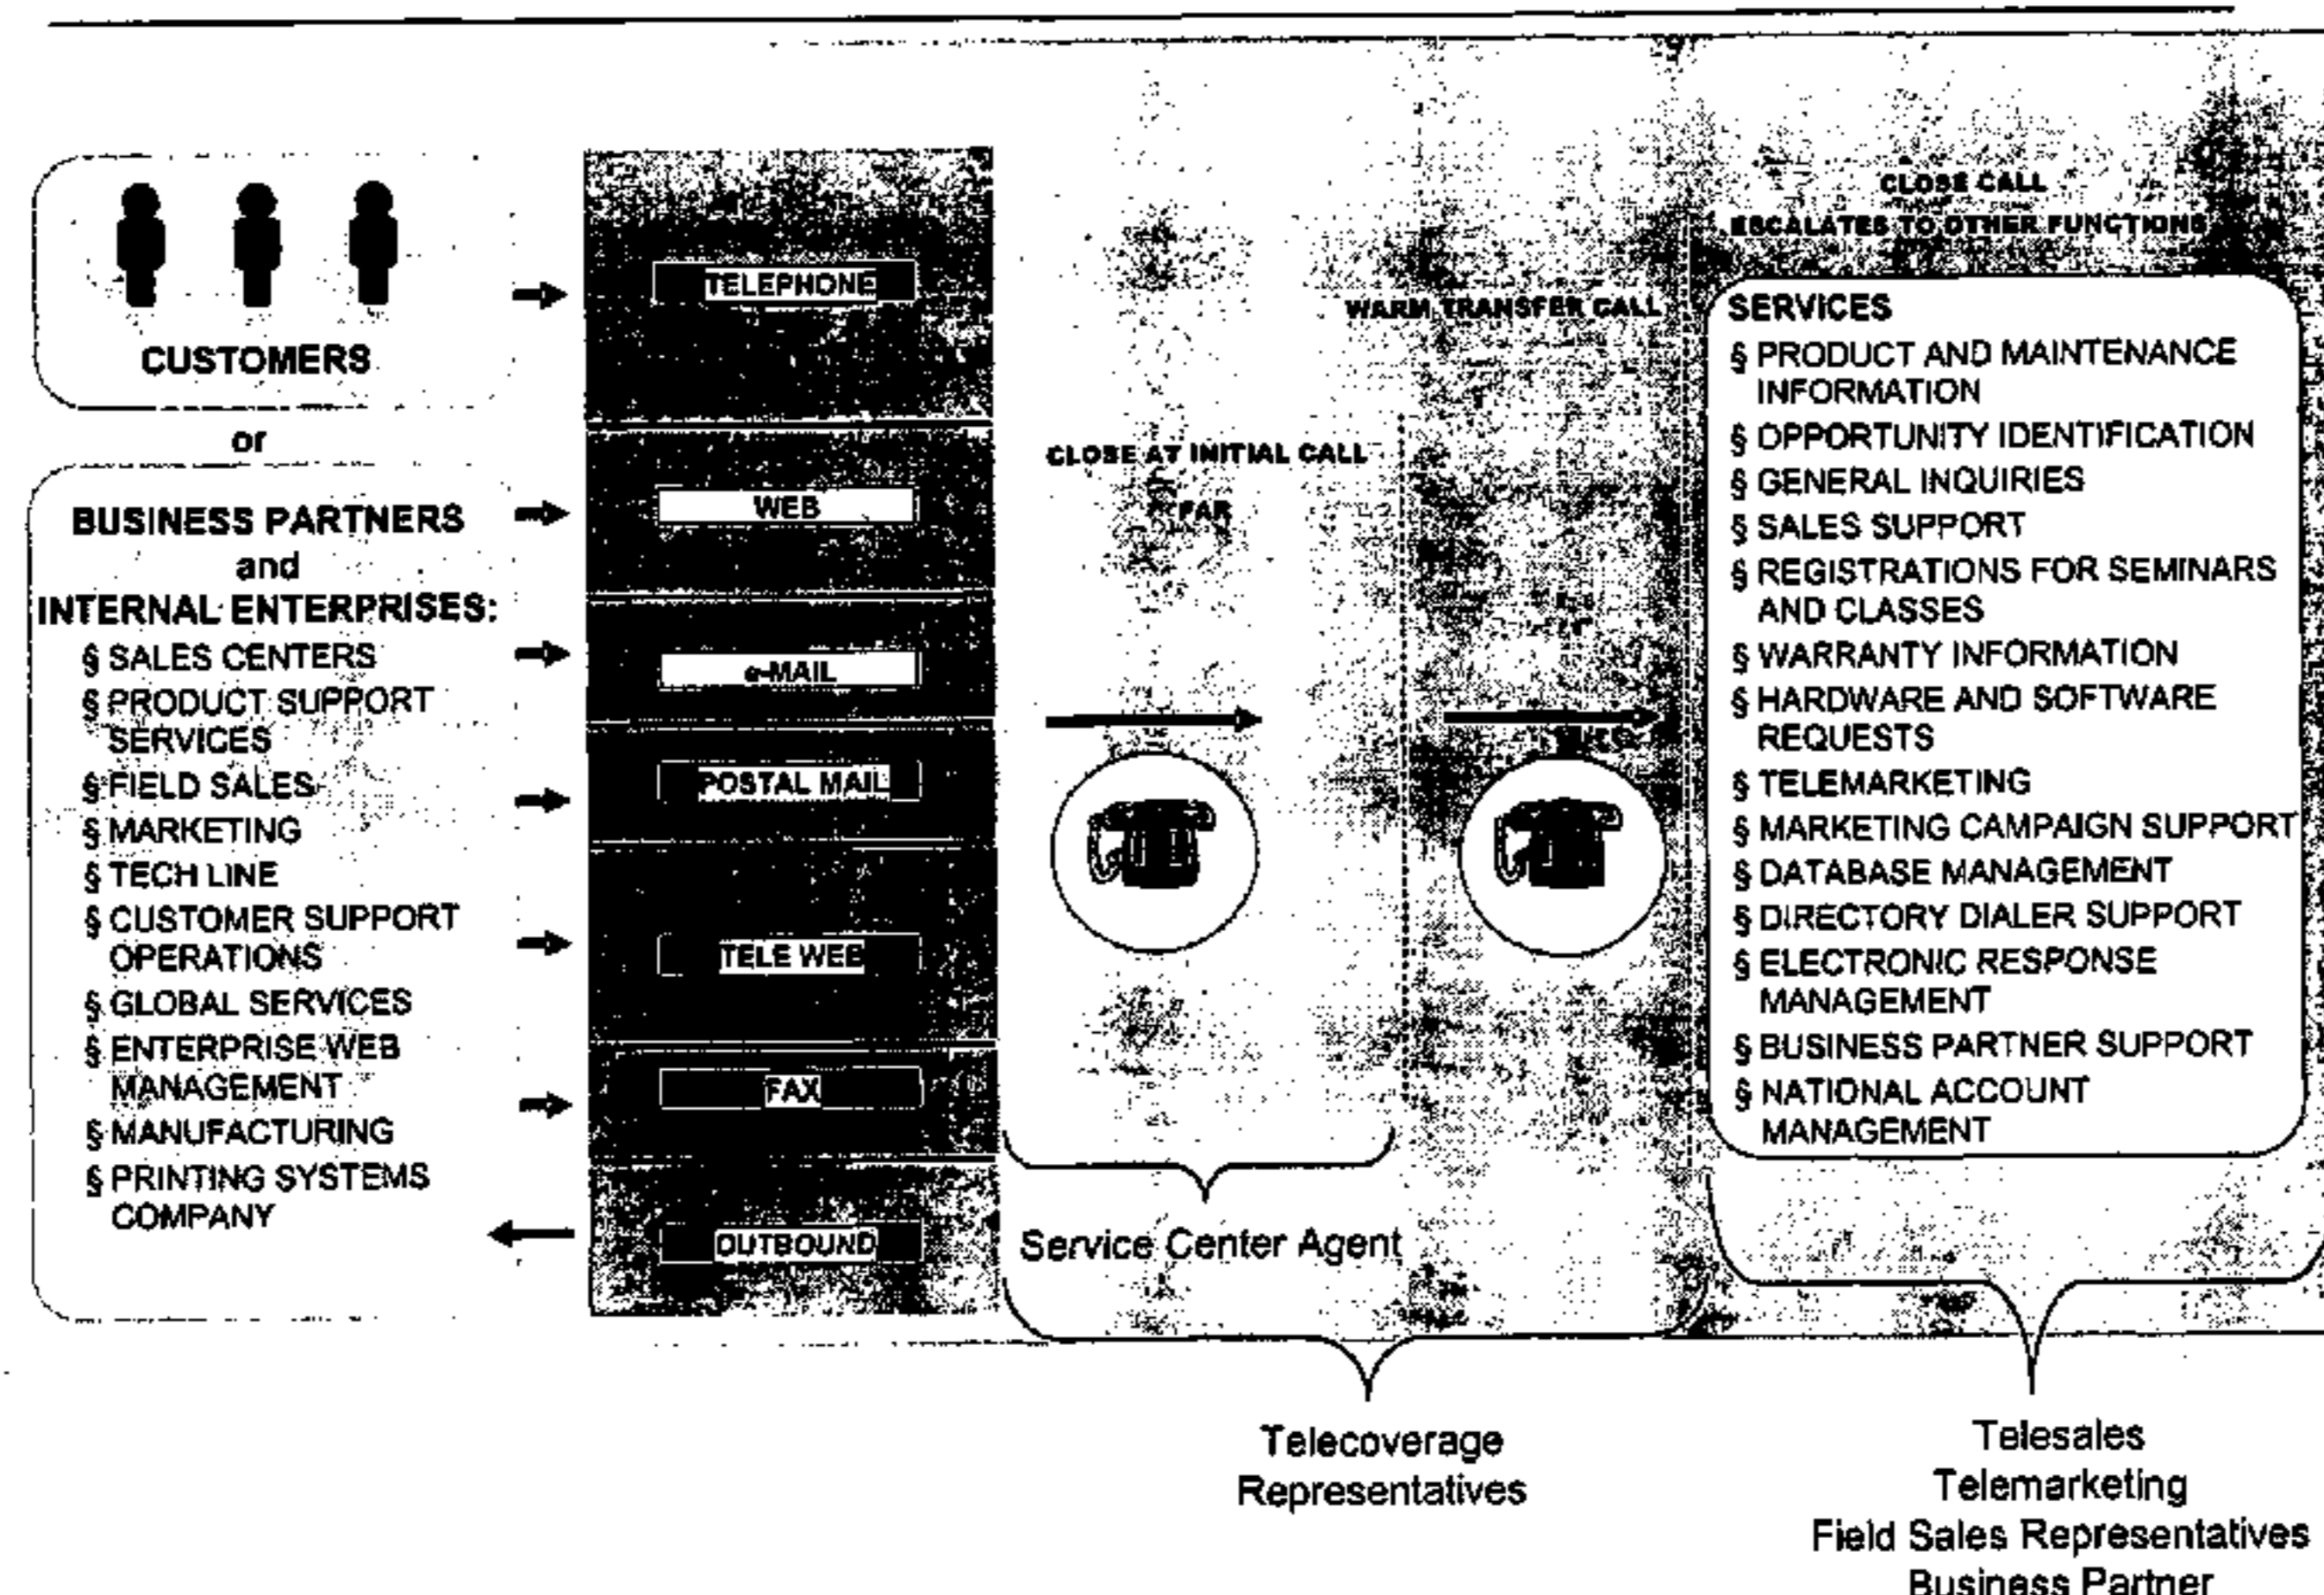 CUSTOMERS
or
BUSINESS PARTNERS
and
INTERNAL ENTERPRISES:
§ SALES CENTERS
§ PRODUCT SUPPORT
SERVICES
§ FIELD SALES
§ MARKETING
§ TECH LINE
§ CUSTOMER SUPPORT
OPERATIONS
§ GLOBAL SERVICES
§ ENTERPRISE WEB
MANAGEMENT
§ MANUFACTURING
§ PRINTING SYSTEMS
COMPANY
TELEPHONE
WEB
e-MAIL
POSTAL MAIL
TELE WEB
FAX
OUTBOUND
CLOSE AT INITIAL CALL
FAR
Service Center Agent
WARM TRANSFER CALL
Telecoverage
Representatives
CLOSE CALL
ESCALATES TO OTHER FUNCTIONS
SERVICES
§ PRODUCT AND MAINTENANCE
INFORMATION
§ OPPORTUNITY IDENTIFICATION
§ GENERAL INQUIRIES
§ SALES SUPPORT
§ REGISTRATIONS FOR SEMINARS
AND CLASSES
§ WARRANTY INFORMATION
§ HARDWARE AND SOFTWARE
REQUESTS
§ TELEMARKETING
§ MARKETING CAMPAIGN SUPPORT
§ DATABASE MANAGEMENT
§ DIRECTORY DIALER SUPPORT
§ ELECTRONIC RESPONSE
MANAGEMENT
§ BUSINESS PARTNER SUPPORT
§ NATIONAL ACCOUNT
MANAGEMENT
Telesales
Telemarketing
Field Sales Representatives
Business Partner